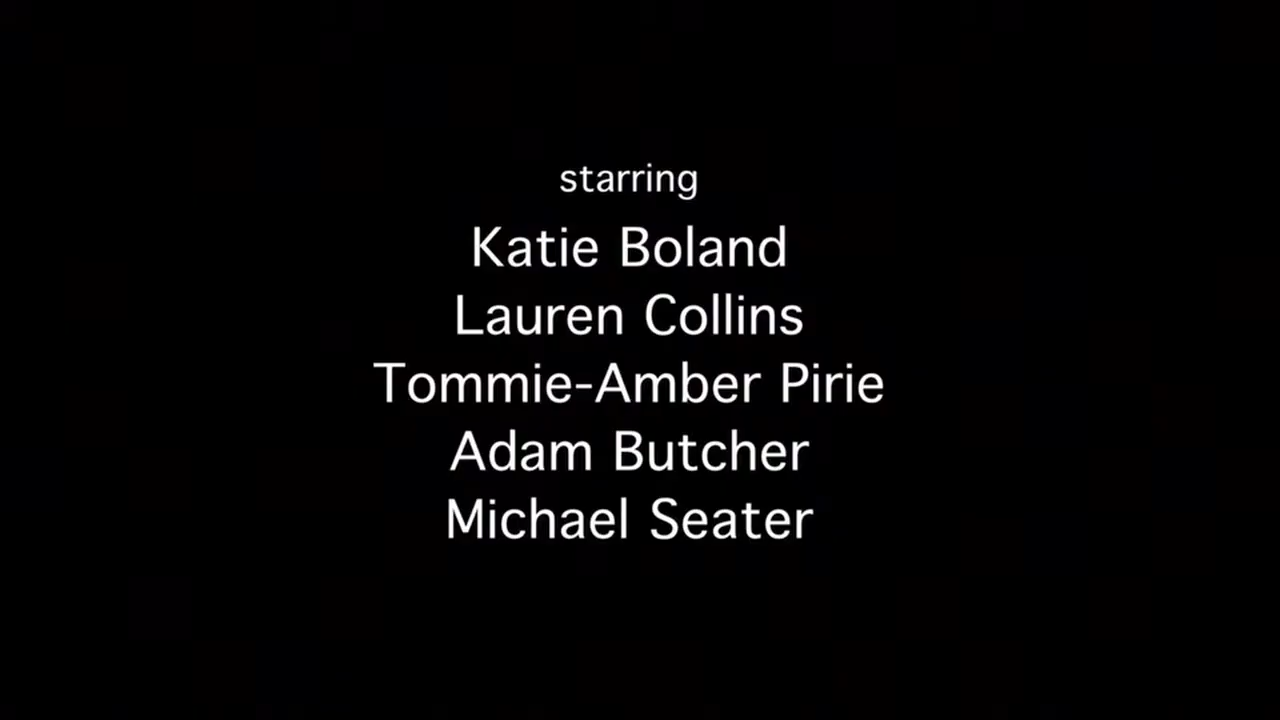 starring
Katie Boland
Lauren Collins
Tommie-Amber Pirie
Adam Butcher
Michael Seater